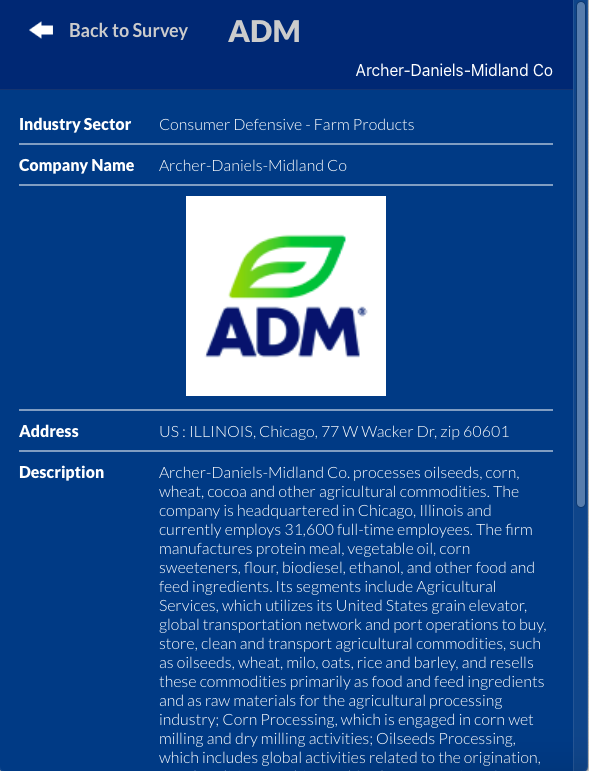 Back to Survey
ADM
Archer-Daniels-Midland Co
Industry Sector Consumer Defensive - Farm Products
Company Name Archer-Daniels-Midland Co
ADM®
Address US : ILLINOIS, Chicago, 77 W Wacker Dr, zip 60601
Description Archer-Daniels-Midland Co. processes oilseeds, corn,
wheat, cocoa and other agricultural commodities. The
company is headquartered in Chicago, Illinois and
currently employs 31,600 full-time employees. The firm
manufactures protein meal, vegetable oil, corn
sweeteners, flour, biodiesel, ethanol, and other food and
feed ingredients. Its segments include Agricultural
Services, which utilizes its United States grain elevator,
global transportation network and port operations to buy,
store, clean and transport agricultural commodities, such
as oilseeds, wheat, milo, oats, rice and barley, and resells
these commodities primarily as food and feed ingredients
and as raw materials for the agricultural processing
industry; Corn Processing, which is engaged in corn wet
milling and dry milling activities; Oilseeds Processing,
which includes global activities related to the origination,